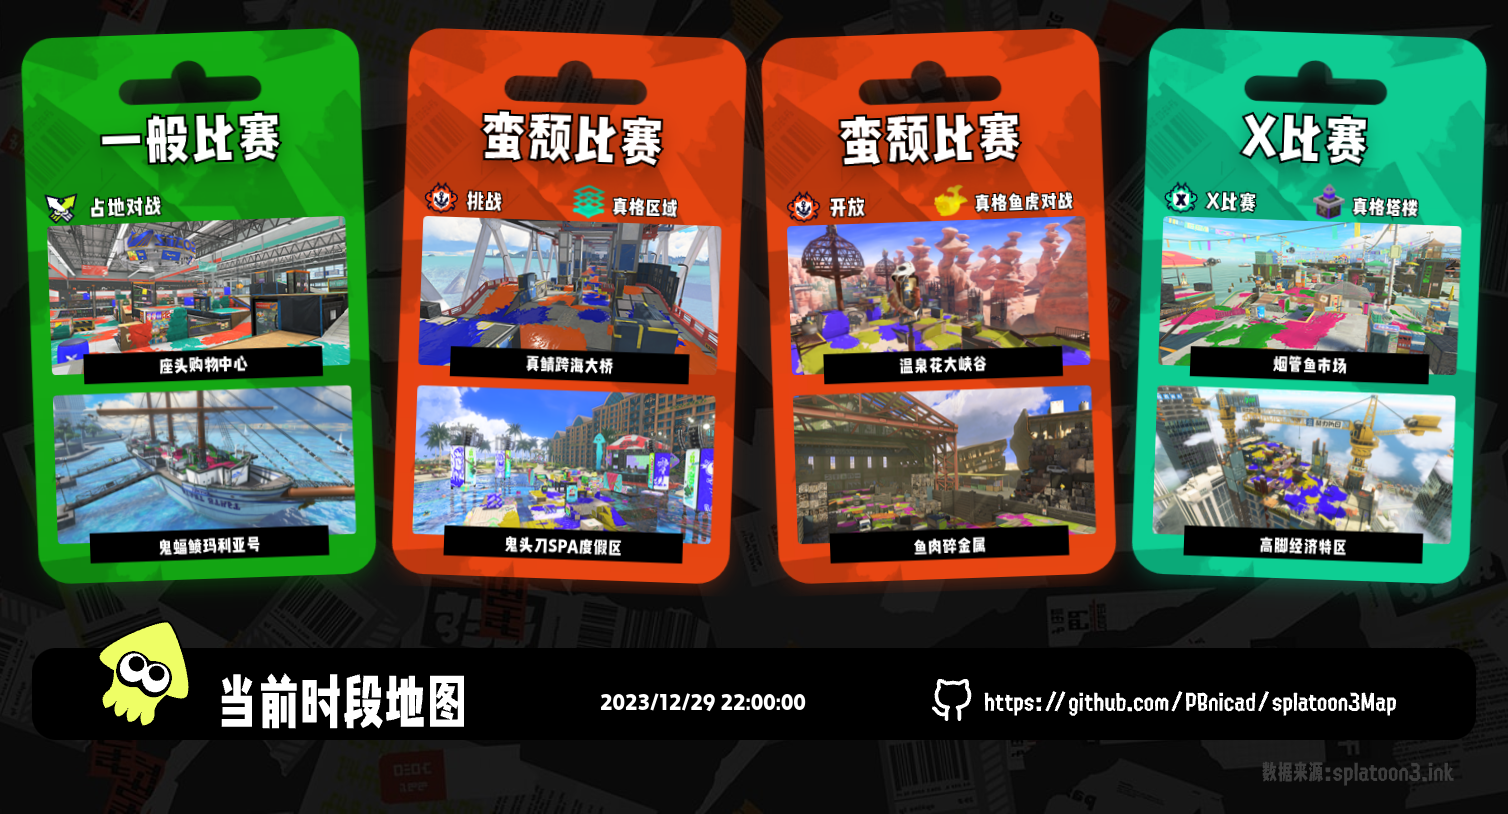 一般比赛
占地对战
座头购物中心
鬼蝠鲼玛利亚号
蛮颓比赛
挑战
真格区域
真鲭跨海大桥
鬼头刀SPA度假区
蛮颓比赛
开放
真格鱼虎对战
温泉花大峡谷
鱼肉碎金属
X比赛
X比赛
真格塔楼
烟管鱼市场
高脚经济特区
当前时段地图
2023/12/29 22:00:00
https://github.com/PBnicad/splatoon3Map
数据来源:splatoon3.ink